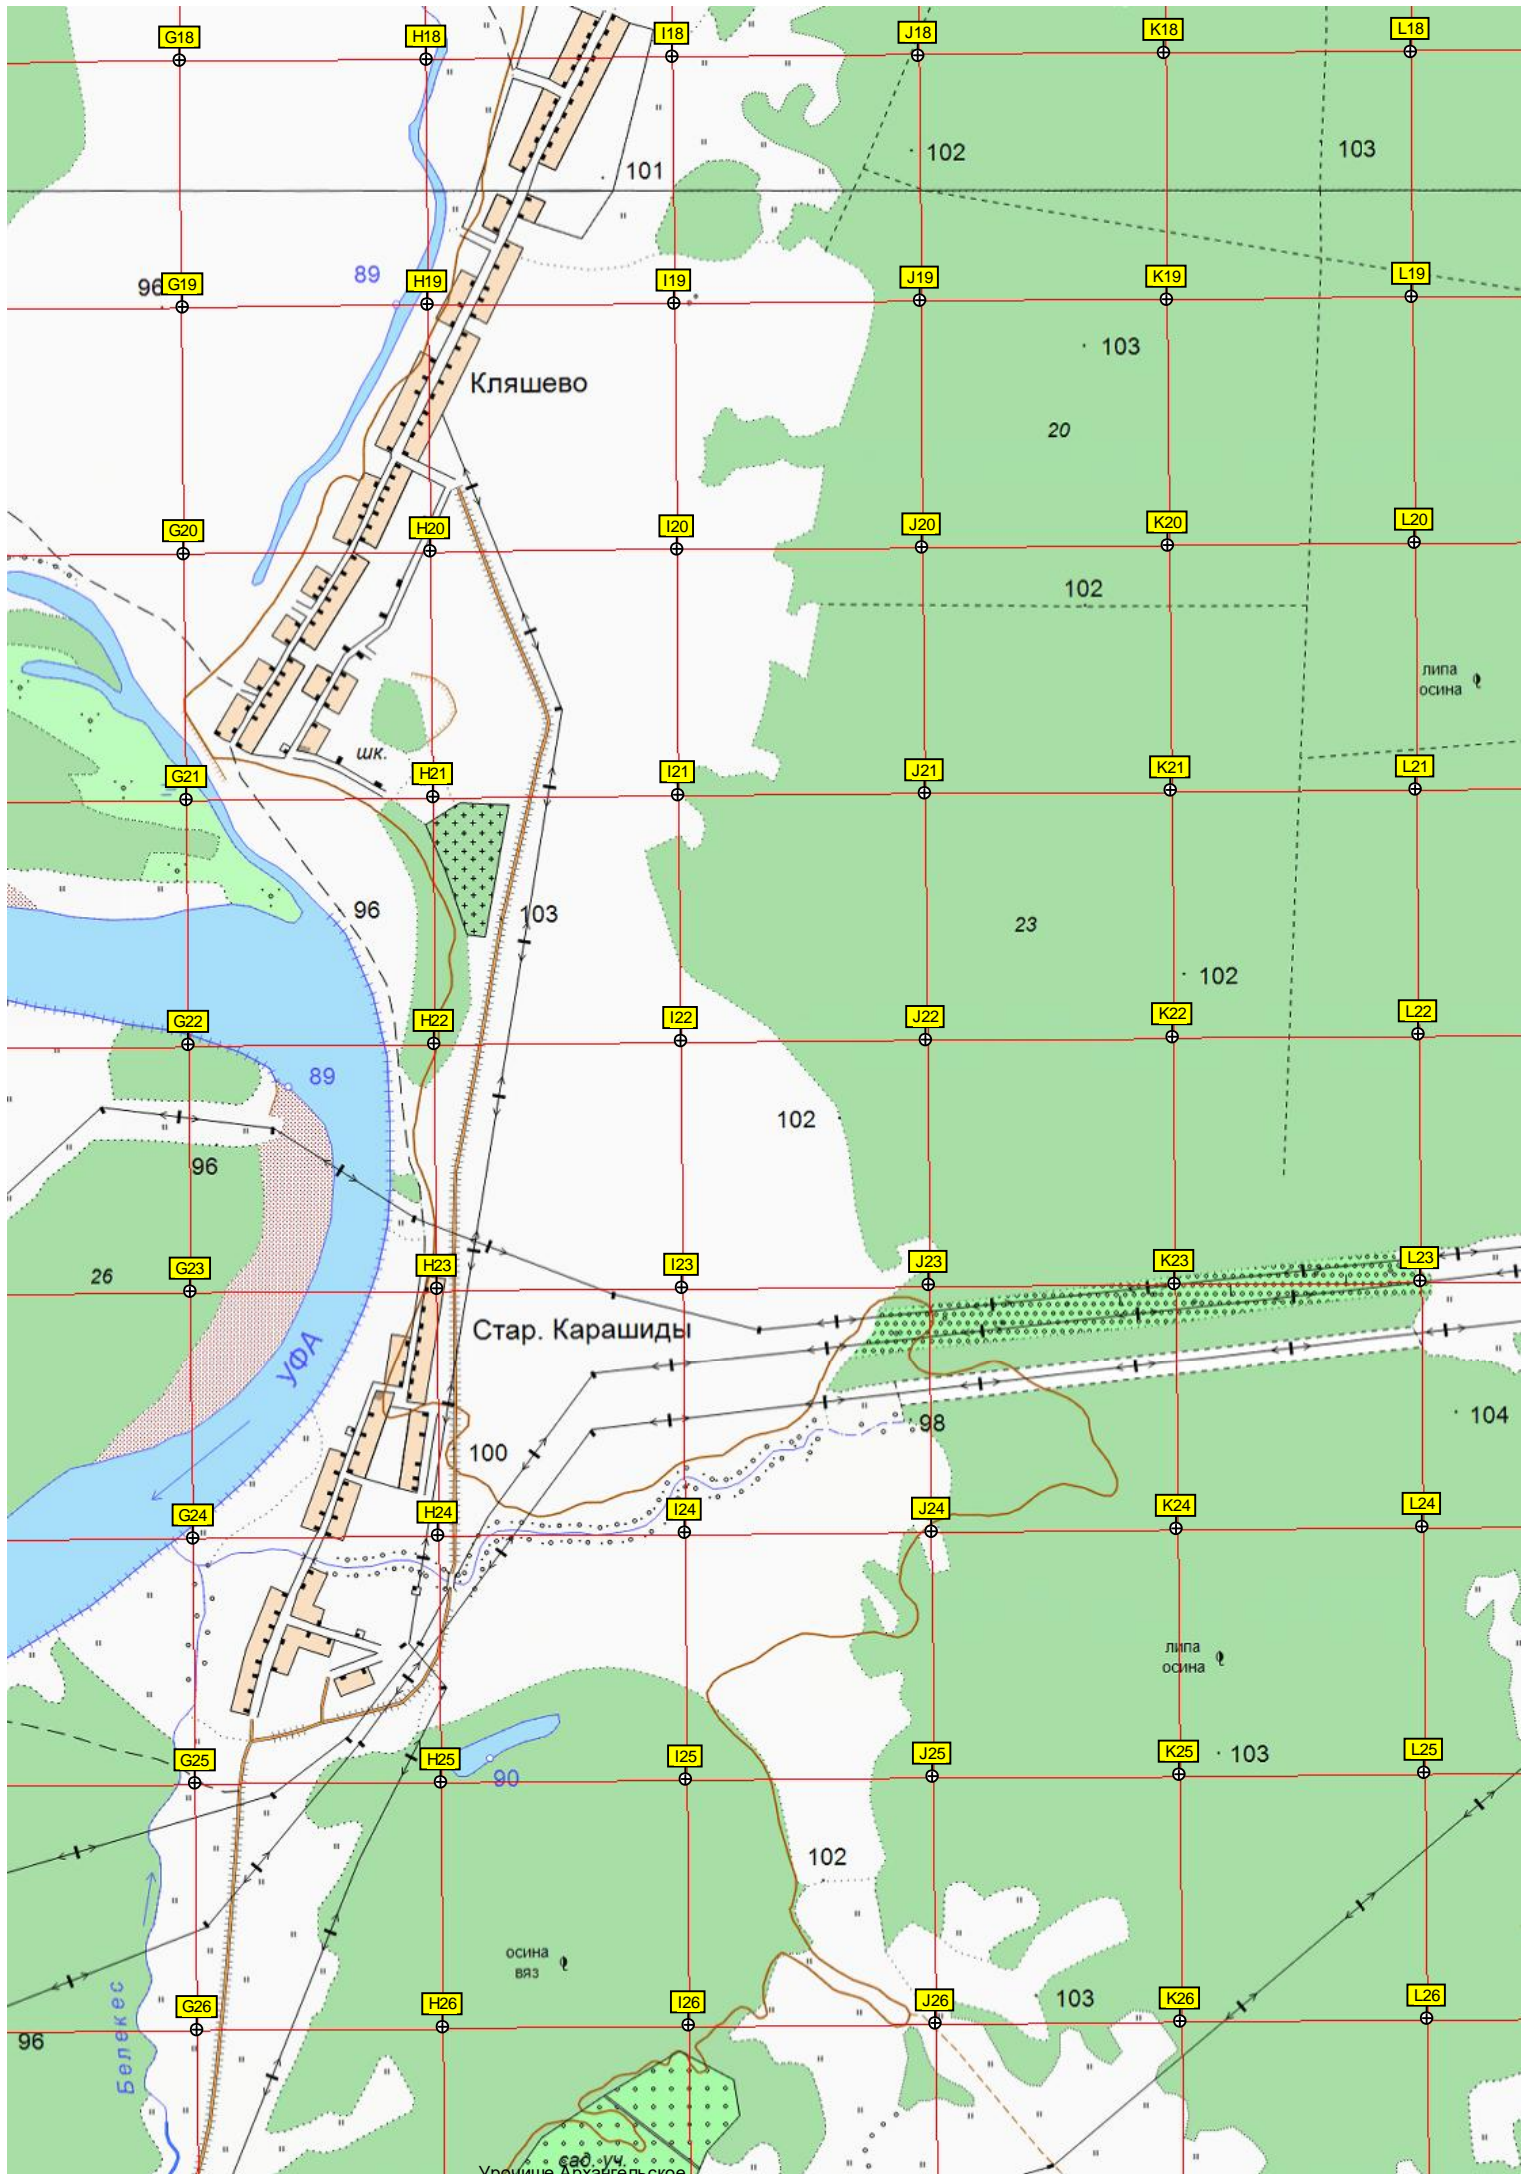 G18 H18 I18 J18 K18 L18
102 103
101
89
96 G19 H19 I19 J19 K19 L19
103
Кляшево
20
G20 H20 I20 J20 K20 L20
102
липа
осина
шк.
G21 H21 I21 J21 K21 L21
96 103
23
102
G22 H22 I22 J22 K22 L22
89
102
96
26 G23 H23 I23 J23 K23 L23
Стар. Карашиды
УФА
98 104
100
G24 H24 I24 J24 K24 L24
липа
осина
G25 H25 I25 J25 K25 103 L25
90
102
осина
вяз
Белекес
G26 H26 I26 J26 103 K26 L26
96
сад. уч.
Урочище Архангельское